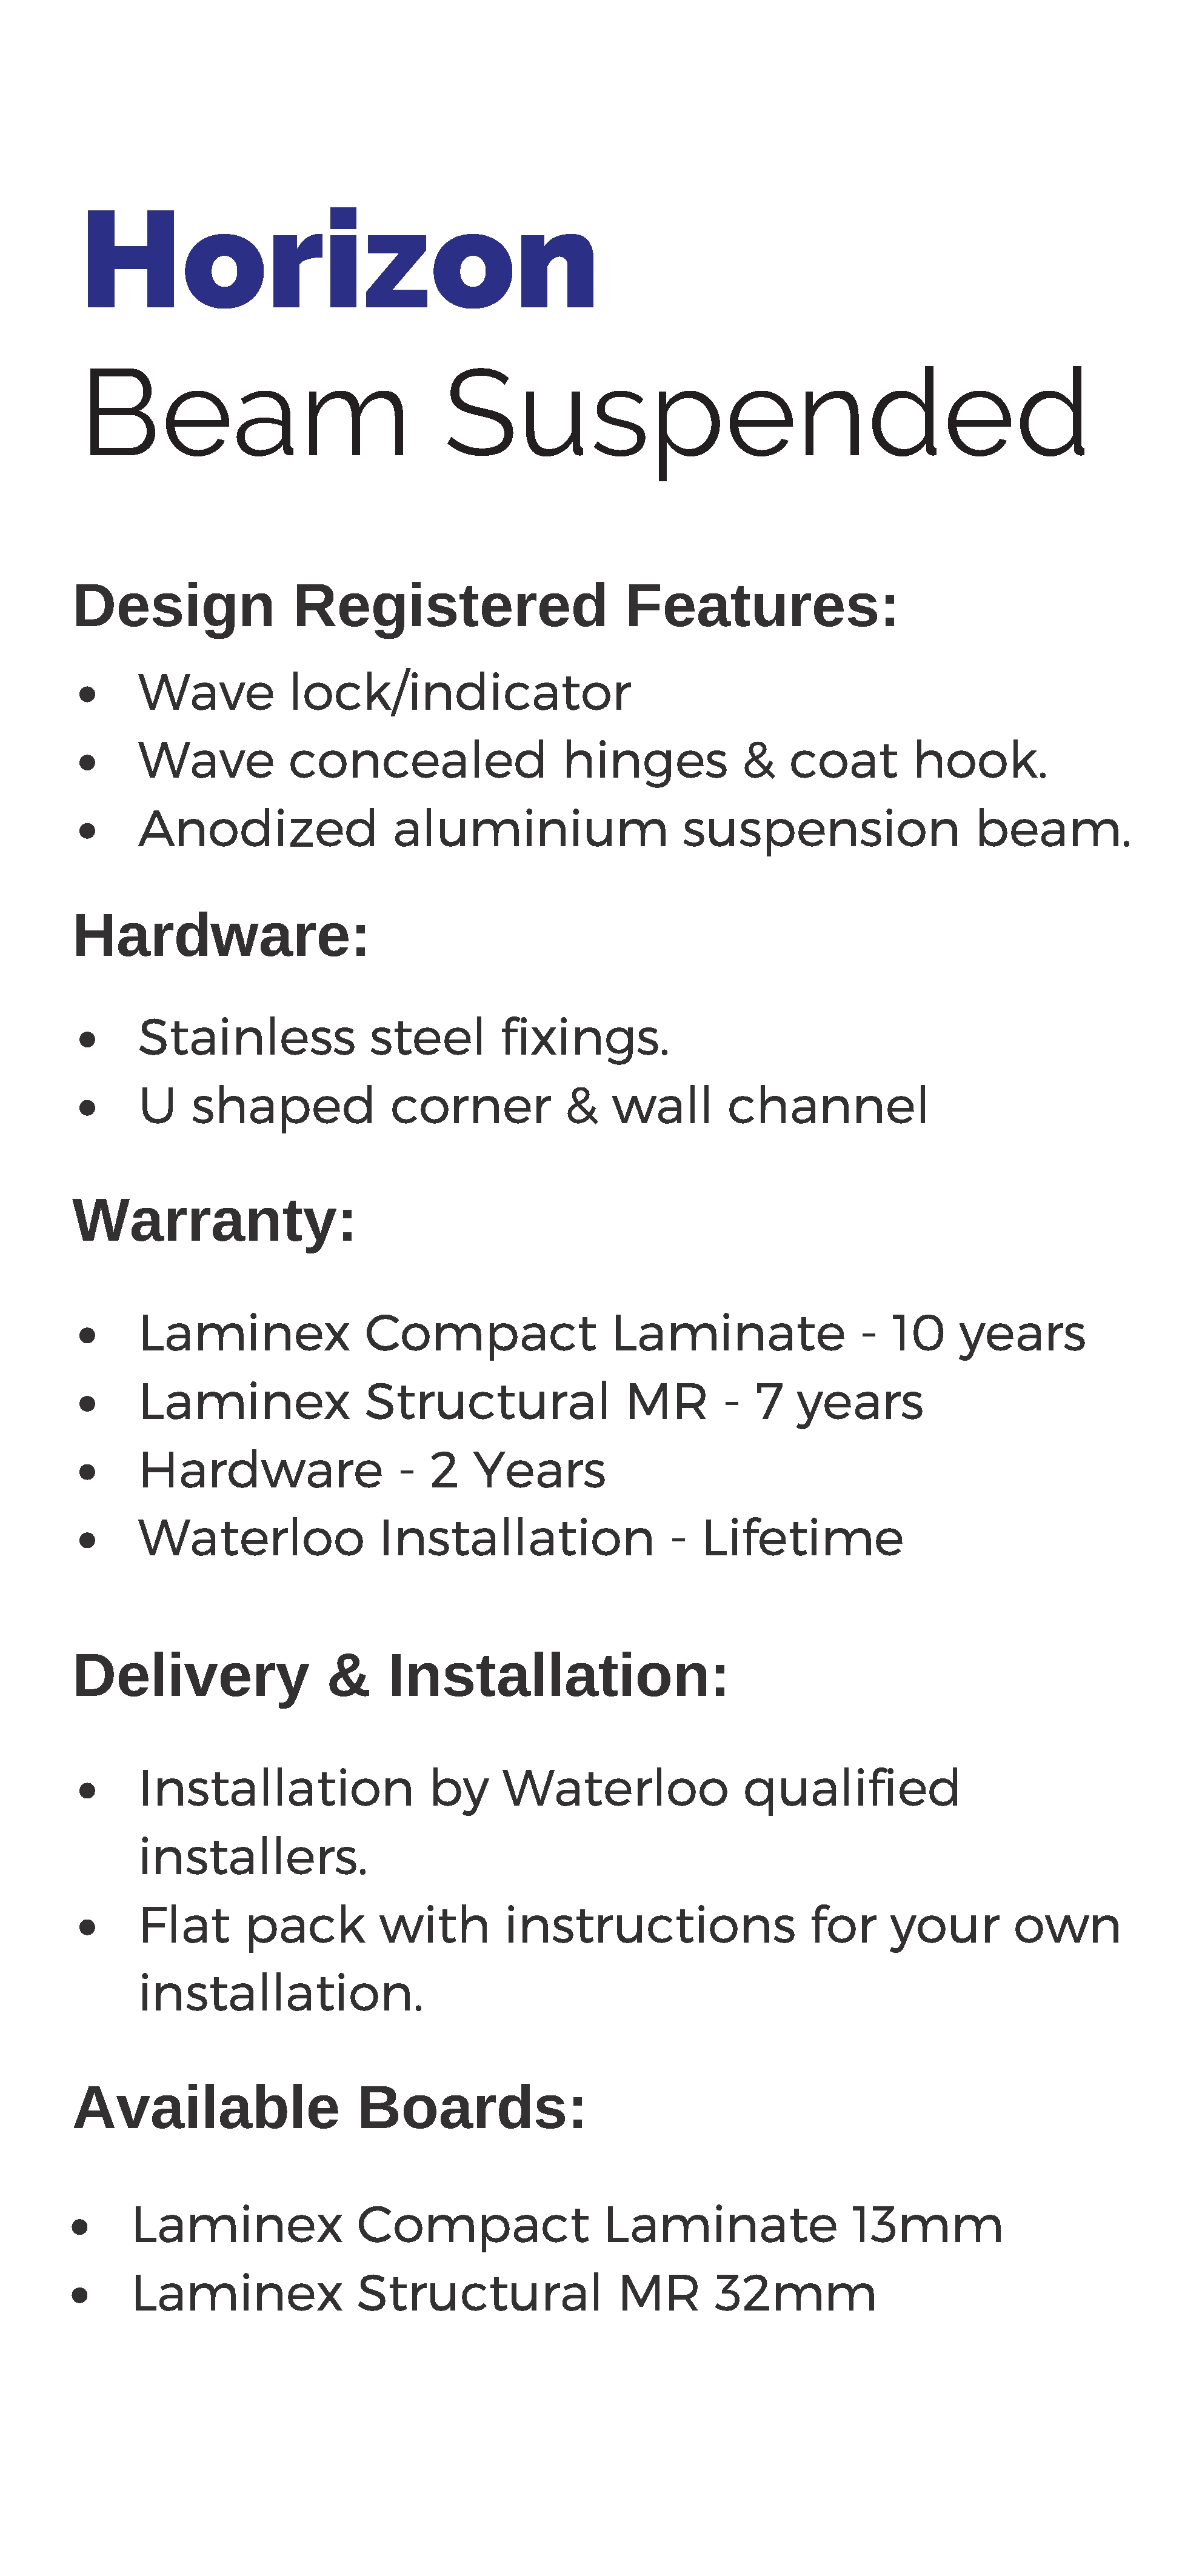 Horizon
Beam Suspended
Design Registered Features:
• Wave lock/indicator
• Wave concealed hinges & coat hook.
• Anodized aluminium suspension beam.
Hardware:
• Stainless steel fixings.
• U shaped corner & wall channel
Warranty:
• Laminex Compact Laminate - 10 years
• Laminex Structural MR - 7 years
• Hardware - 2 Years
• Waterloo Installation - Lifetime
Delivery & Installation:
• Installation by Waterloo qualified
installers.
• Flat pack with instructions for your own
installation.
Available Boards:
• Laminex Compact Laminate 13mm
• Laminex Structural MR 32mm